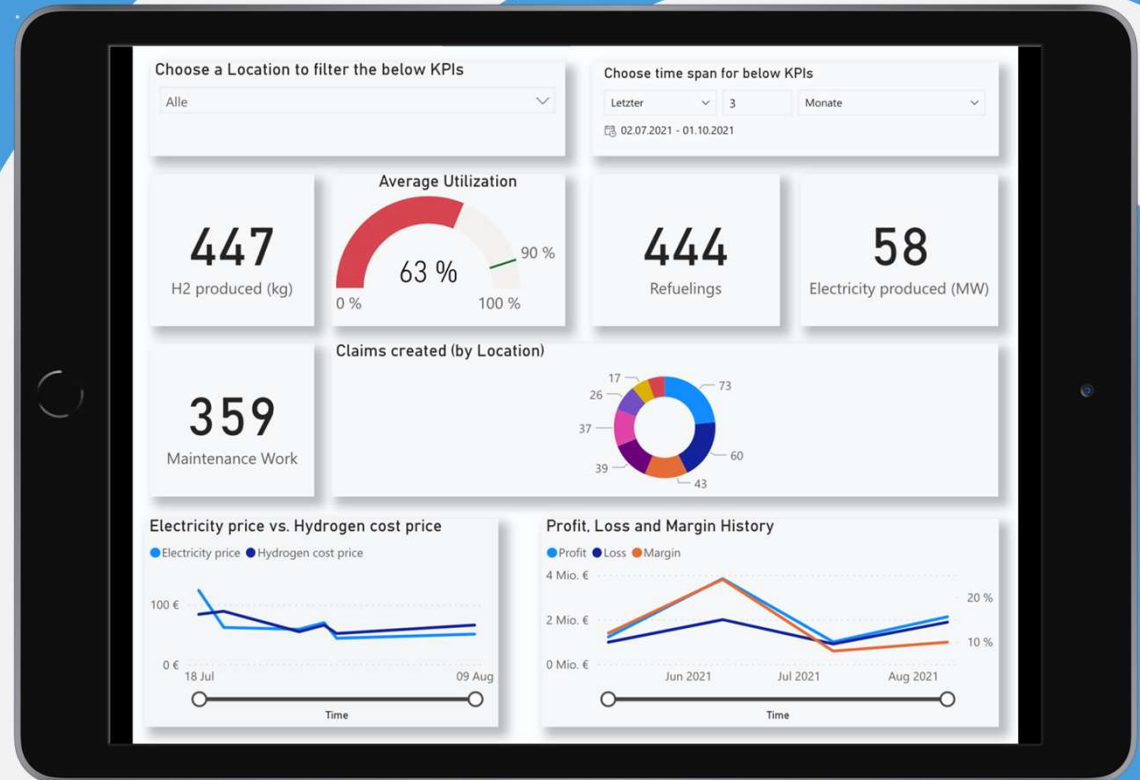 Choose a Location to filter the below KPIs
Alle
Choose time span for below KPIs
Letzter 3 Monate
02.07.2021 - 01.10.2021
447
H2 produced (kg)
Average Utilization
63 %
90 %
0 %
100 %
444
Refuelings
58
Electricity produced (MW)
359
Maintenance Work
Claims created (by Location)
17
73
26
37
60
39
43
Electricity price vs. Hydrogen cost price
Electricity price Hydrogen cost price
100 €
0 €
18 Jul 09 Aug
Time
Profit, Loss and Margin History
Profit Loss Margin
4 Mio. €
20 %
2 Mio. €
10 %
0 Mio. €
Jun 2021 Jul 2021 Aug 2021
Time